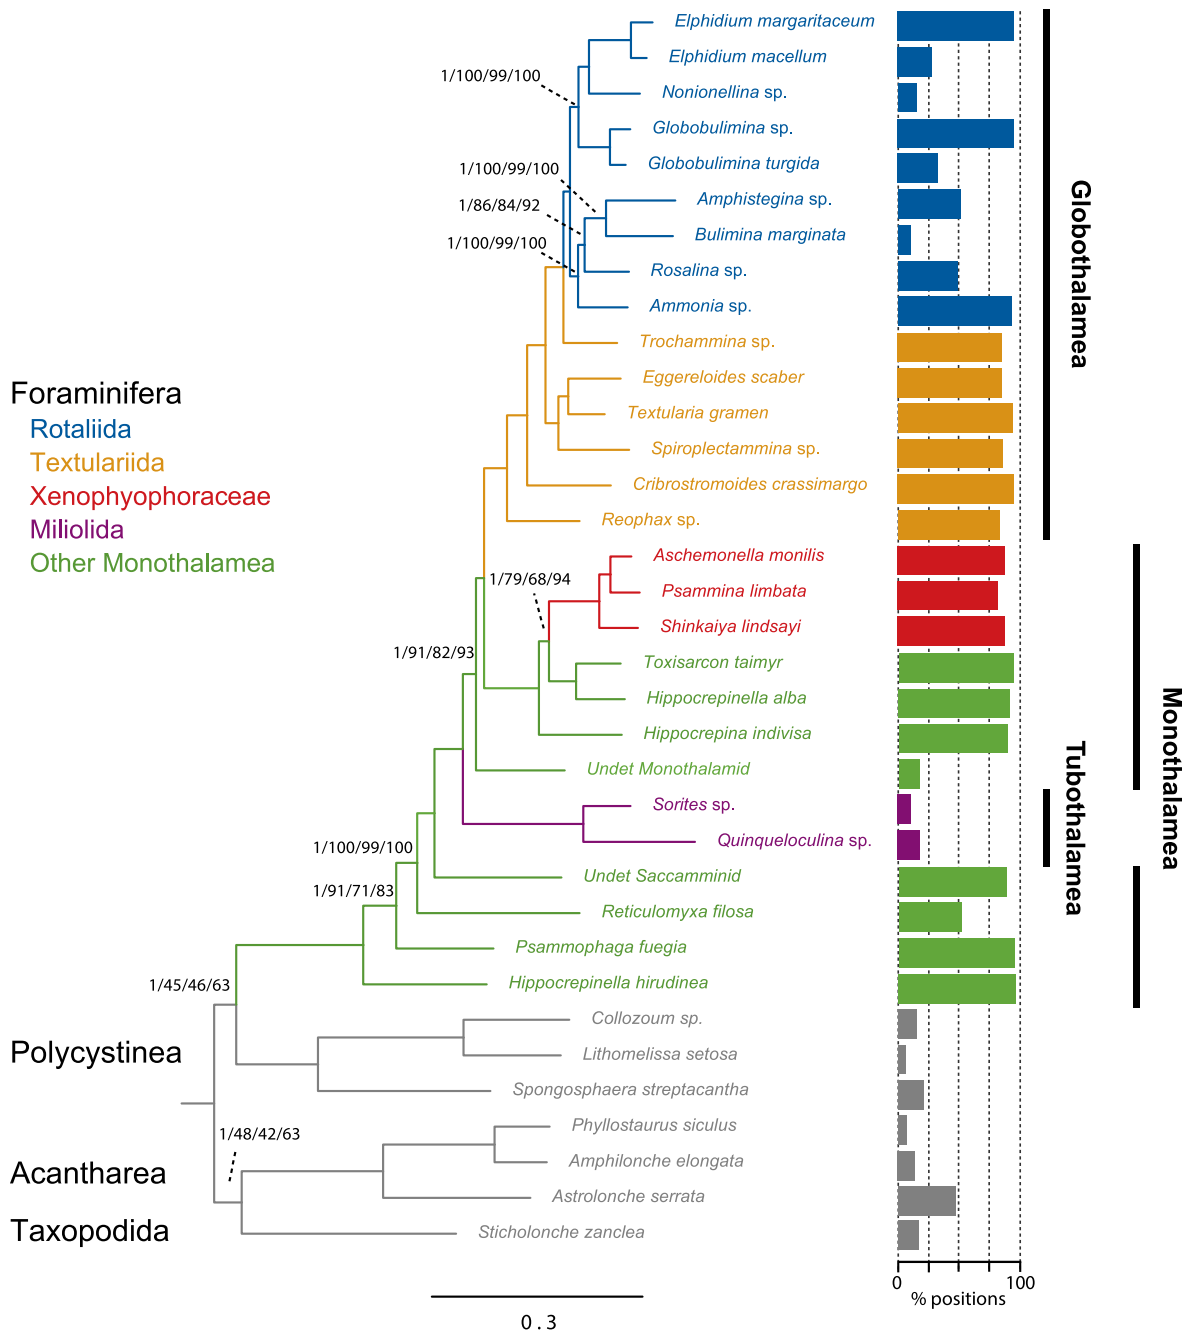 Elphidium margaritaceum
Elphidium macellum
1/100/99/100
Nonionellina sp.
Globobulimina sp.
Globobulimina turgida
1/100/99/100
Amphistegina sp.
1/86/84/92
Bulimina marginata
1/100/99/100
Rosalina sp.
Ammonia sp.
Trochammina sp.
Eggereloides scaber
Textularia gramen
Spiroplectammina sp.
Cribrostromoides crassimargo
Reophax sp.
Globothalamea
Foraminifera
Rotaliida
Textulariida
Xenophyophoraceae
Miliolida
Other Monothalamea
Aschemonella monilis
1/79/68/94
Psammina limbata
Shinkaiya lindsayi
1/91/82/93
Toxisarcon taimyr
Hippocrepinella alba
Hippocrepina indivisa
Undet Monothalamid
Sorites sp.
Quinqueloculina sp.
Tubothalamea
Monothalamea
1/100/99/100
Undet Saccamminid
1/91/71/83
Reticulomyxa filosa
Psammophaga fuegia
Hippocrepinella hirudinea
1/45/46/63
Collozoum sp.
Polycystinea
Lithomelissa setosa
Spongosphaera streptacantha
1/48/42/63
Phyllostaurus siculus
Amphilonche elongata
Acantharea
Astrolonche serrata
Taxopodida
Sticholonche zanclea
0 100
% positions
0.3